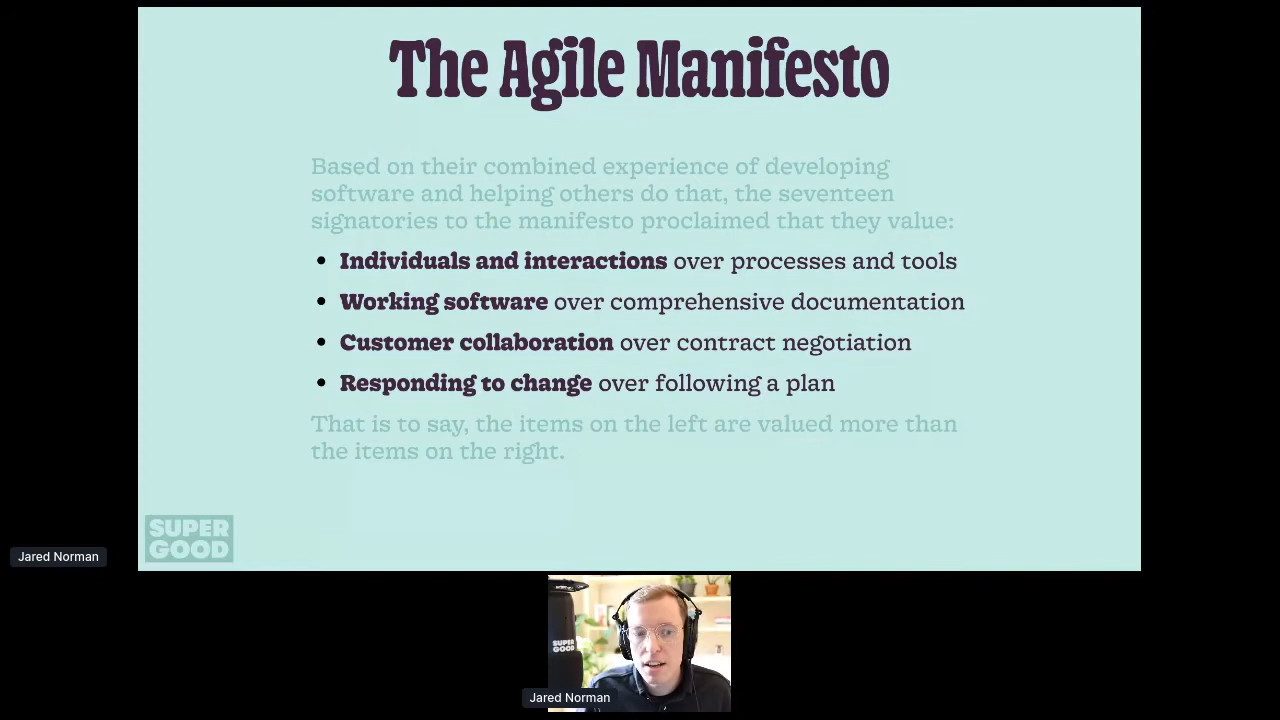 The Agile Manifesto
Based on their combined experience of developing
software and helping others do that, the seventeen
signatories to the manifesto proclaimed that they value:
• Individuals and interactions over processes and tools
• Working software over comprehensive documentation
• Customer collaboration over contract negotiation
• Responding to change over following a plan
That is to say, the items on the left are valued more than
the items on the right.
SUPER
GOOD
Jared Norman
SUPER
GOOD
Jared Norman